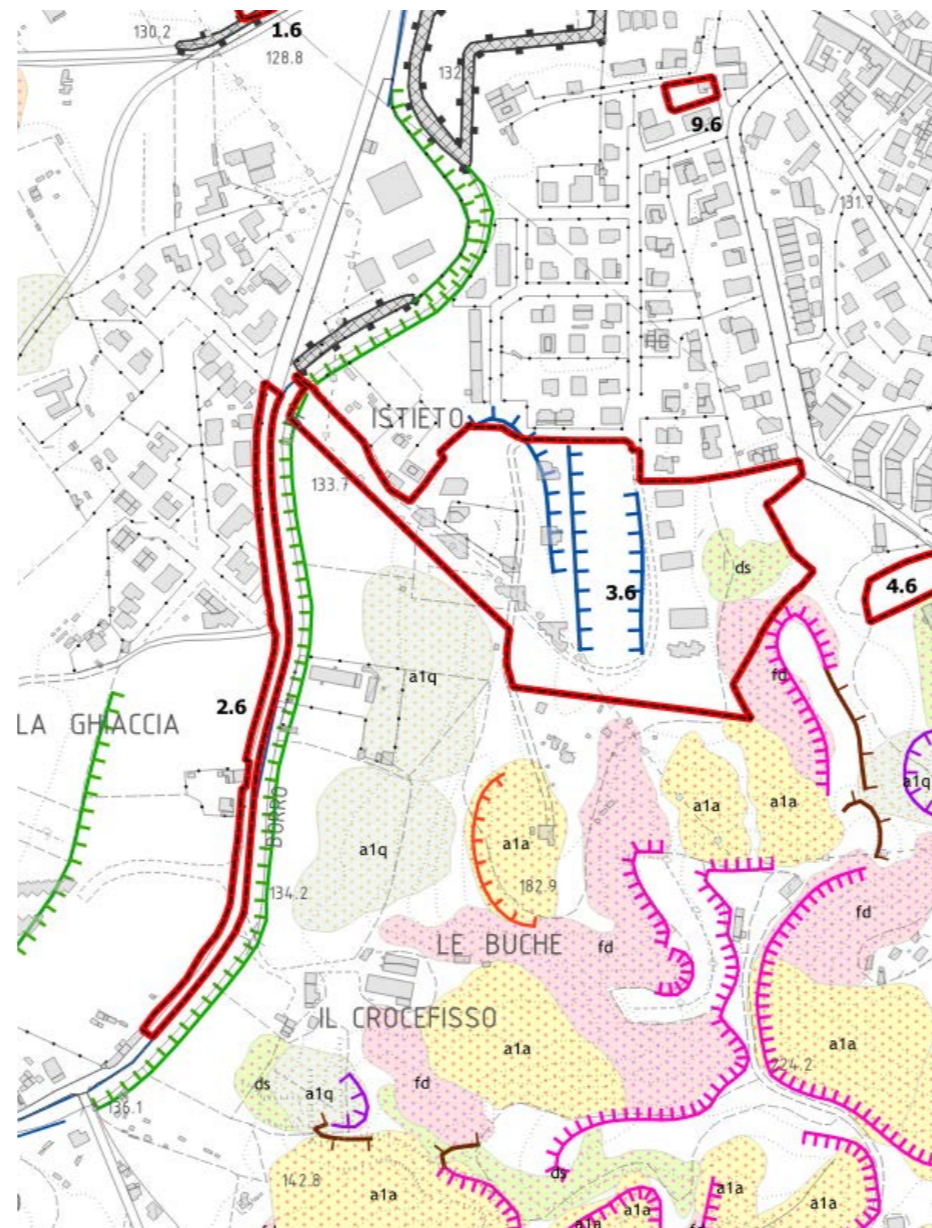 130.2
1.6
128.8
132
9.6
131.7
ISTIETO
133.7
ds
4.6
3.6
a1q
fd
2.6
LA GHIACCIA
a1q
a1a
a1a
a1q
a1a
BORRO
182.9
134.2
fd
LE BUCHE
fd
IL CROCEFISSO
a1a
a1a
224.2
ds
a1q
fd
136.1
ds
142.8
a1a
a1a
a1a
a1a
a1a